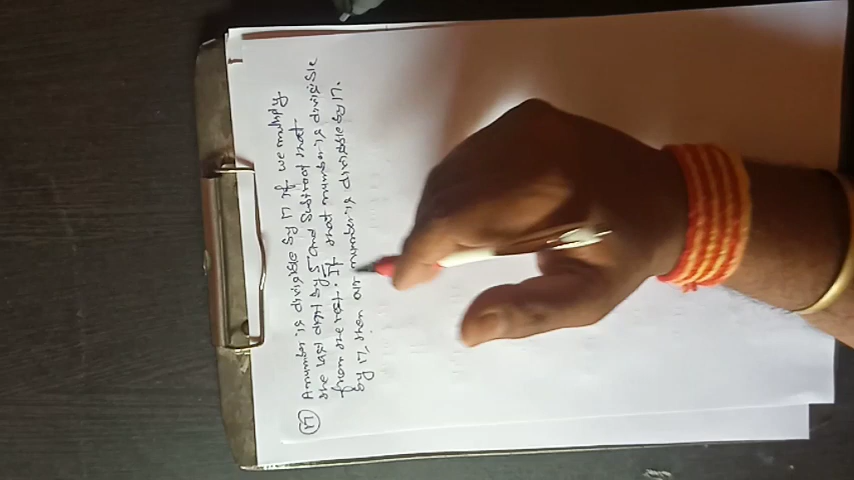 17 A number is divisible by 17 if we multiply
the last digit by 5 and subtract that
from the rest. If that number is divisible
by 17, then our number is divisible by 17.